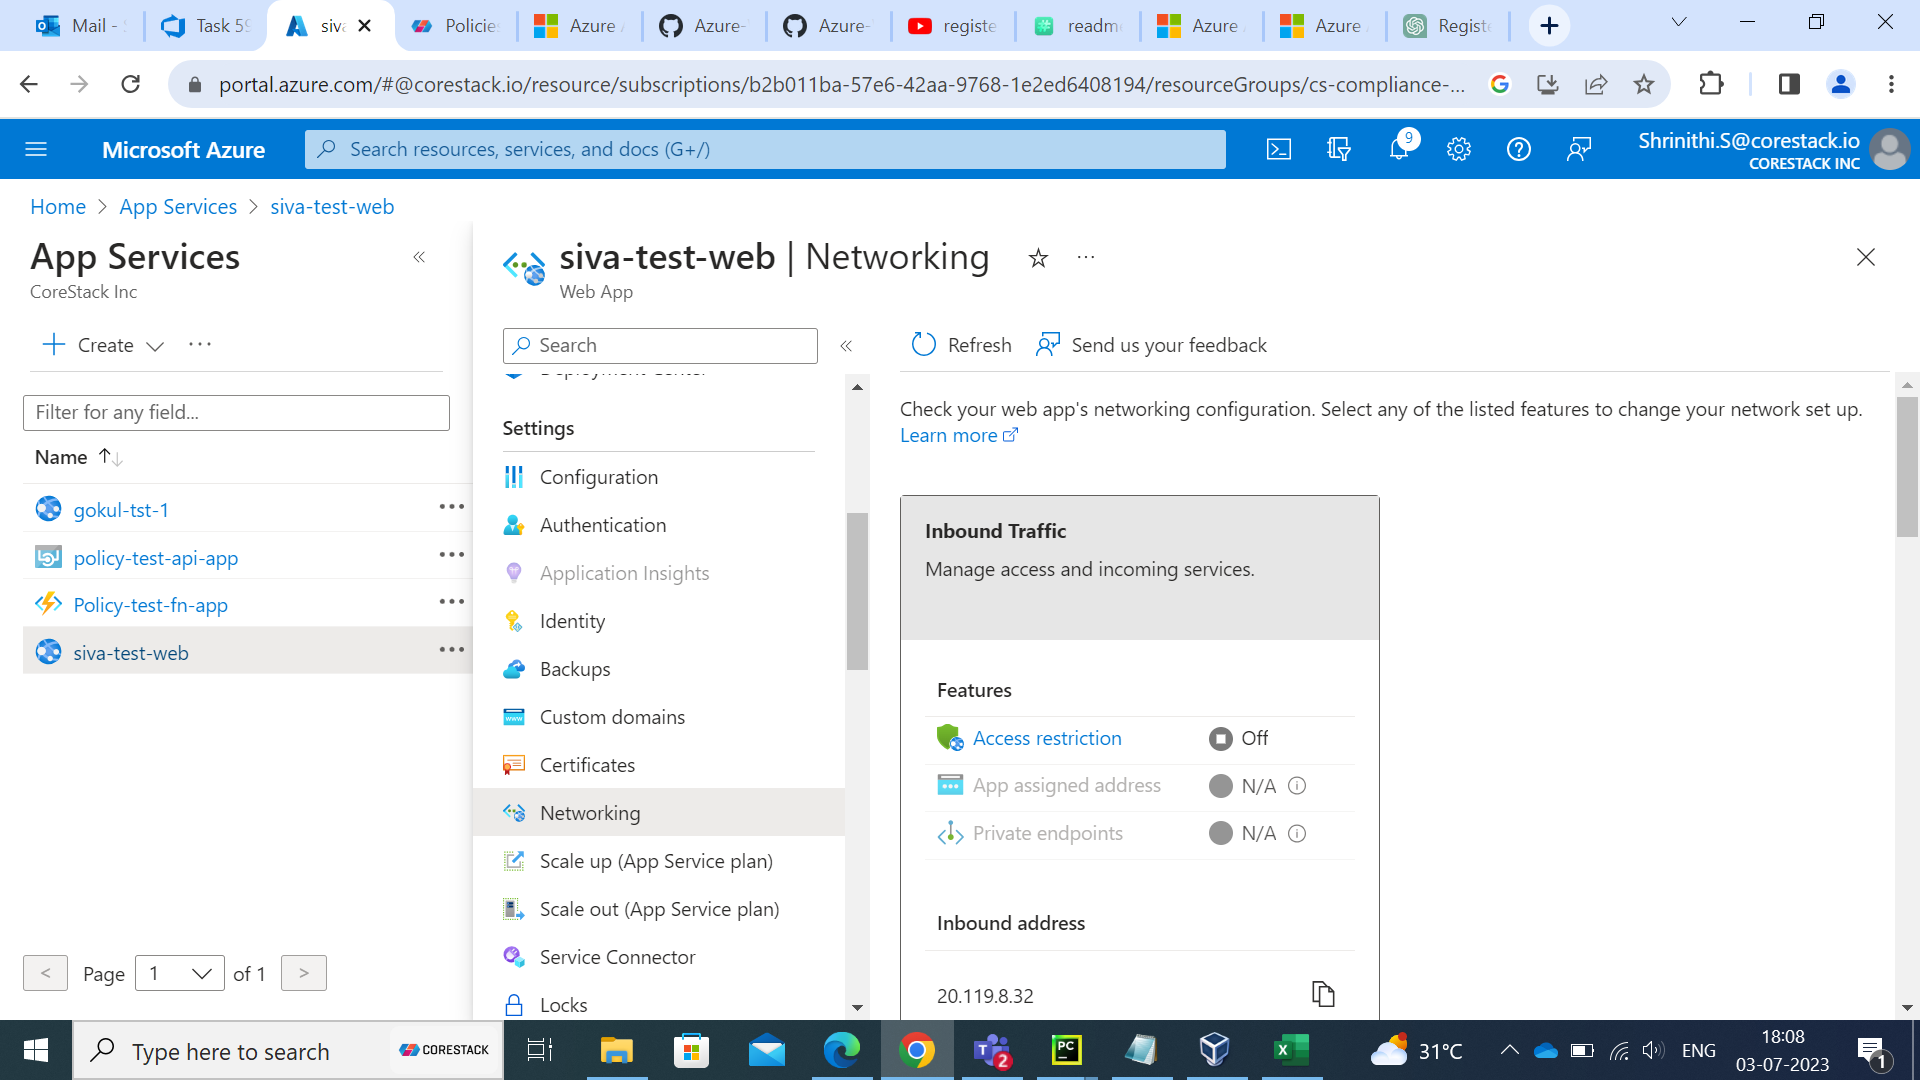 Mail -
Task 59
siva
Policies
Azure
Azure-
Azure-
registe
readme
Azure
Azure
Registe
portal.azure.com/#@corestack.io/resource/subscriptions/b2b011ba-57e6-42aa-9768-1e2ed6408194/resourceGroups/cs-compliance-...
Microsoft Azure
Search resources, services, and docs (G+/)
9
Shrinithi.S@corestack.io
CORESTACK INC
Home > App Services > siva-test-web
App Services
CoreStack Inc
Create
Filter for any field...
Name
gokul-tst-1
policy-test-api-app
Policy-test-fn-app
siva-test-web
< Page 1 of 1 >
siva-test-web | Networking
Web App
Search
Deployment Center
Settings
Configuration
Authentication
Application Insights
Identity
Backups
Custom domains
Certificates
Networking
Scale up (App Service plan)
Scale out (App Service plan)
Service Connector
Locks
Refresh
Send us your feedback
Check your web app's networking configuration. Select any of the listed features to change your network set up.
Learn more
Inbound Traffic
Manage access and incoming services.
Features
Access restriction Off
App assigned address N/A
Private endpoints N/A
Inbound address
20.119.8.32
Type here to search
CORESTACK
2
PC
31°C
ENG
18:08
03-07-2023
1